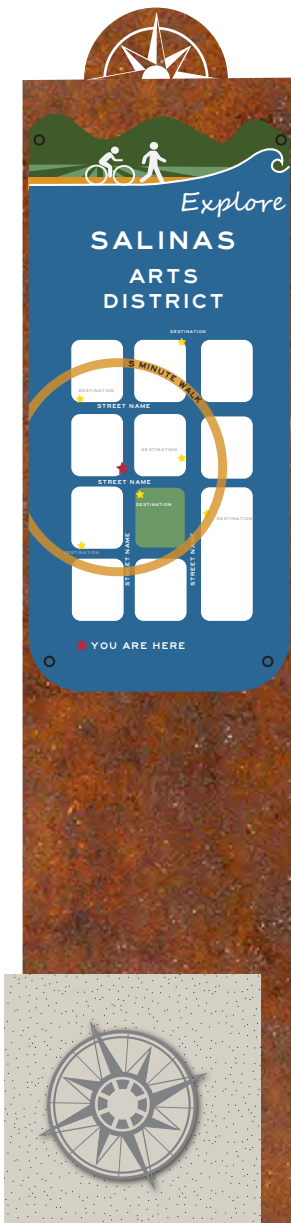 Explore
SALINAS
ARTS
DISTRICT
DESTINATION
5 MINUTE WALK
DESTINATION
STREET NAME
DESTINATION
STREET NAME
DESTINATION
DESTINATION
DESTINATION
STREET NAME
STREET NAME
YOU ARE HERE